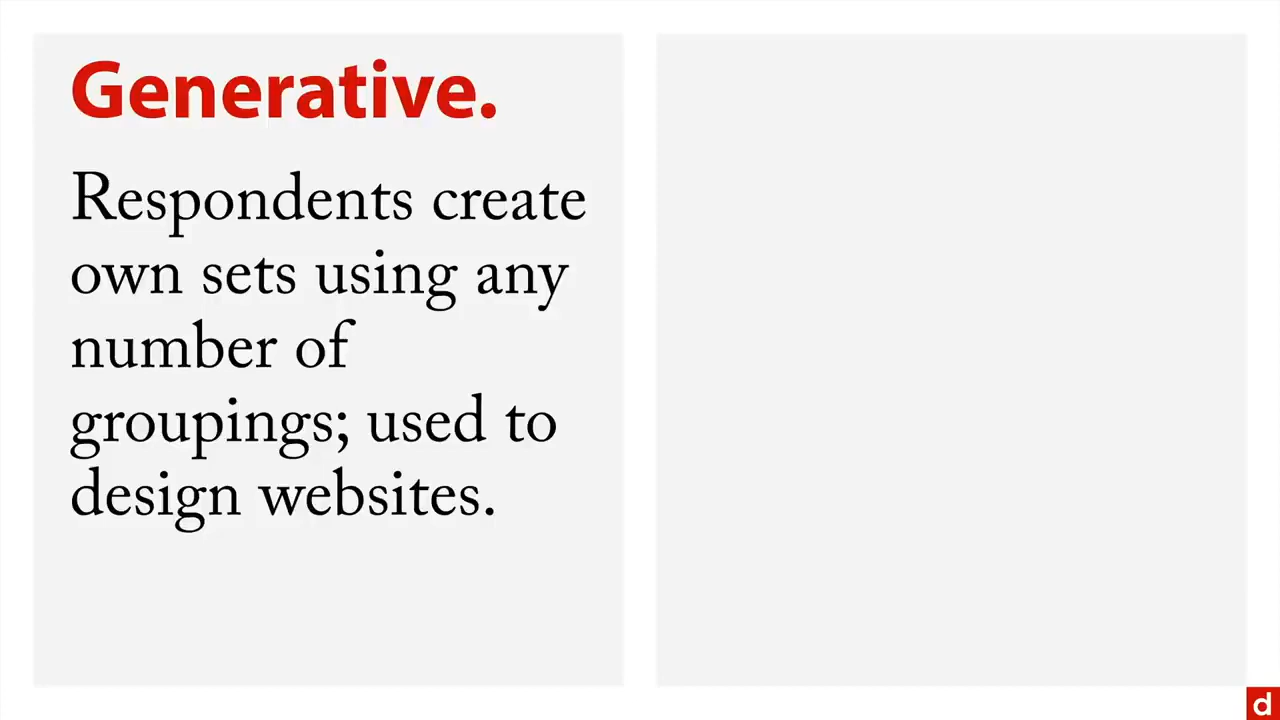 Generative.
Respondents create
own sets using any
number of
groupings; used to
design websites.
d